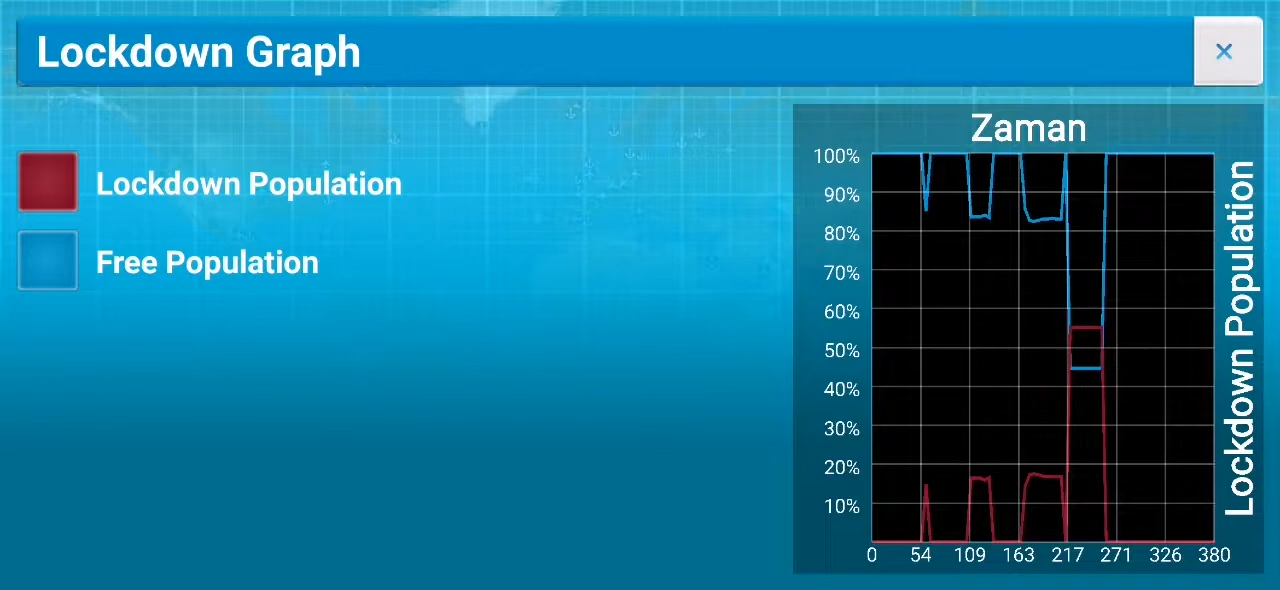 Lockdown Graph
×
Lockdown Population
Free Population
Zaman
100%
90%
80%
70%
60%
50%
40%
30%
20%
10%
0 54 109 163 217 271 326 380
Lockdown Population